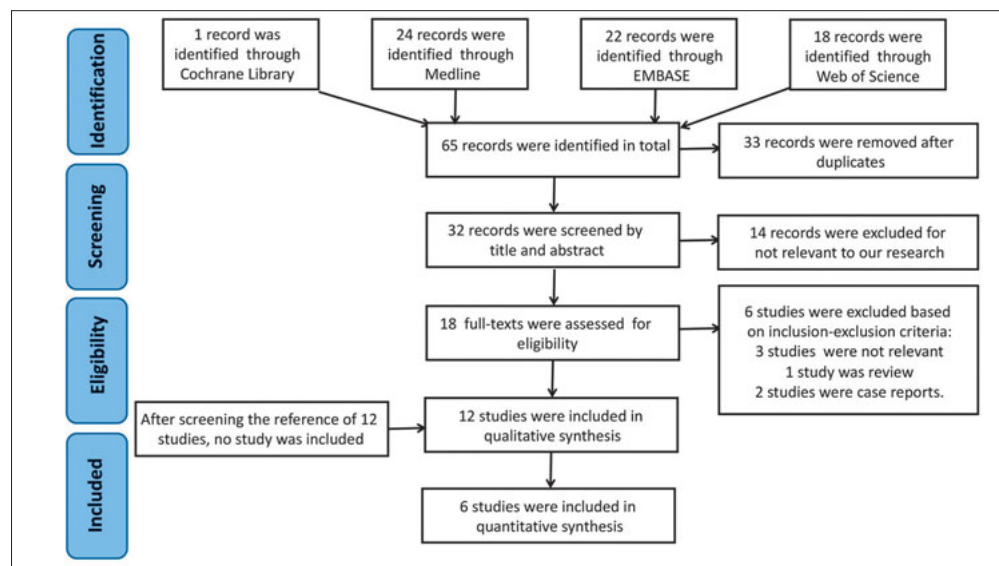 Identification
1 record was
identified through
Cochrane Library
24 records were
identified through
Medline
22 records were
identified through
EMBASE
18 records were
identified through
Web of Science
65 records were identified in total
33 records were removed after
duplicates
Screening
32 records were screened by
title and abstract
14 records were excluded for
not relevant to our research
Eligibility
18 full-texts were assessed for
eligibility
6 studies were excluded based
on inclusion-exclusion criteria:
3 studies were not relevant
1 study was review
2 studies were case reports.
After screening the reference of 12
studies, no study was included
12 studies were included in
qualitative synthesis
Included
6 studies were included in
quantitative synthesis